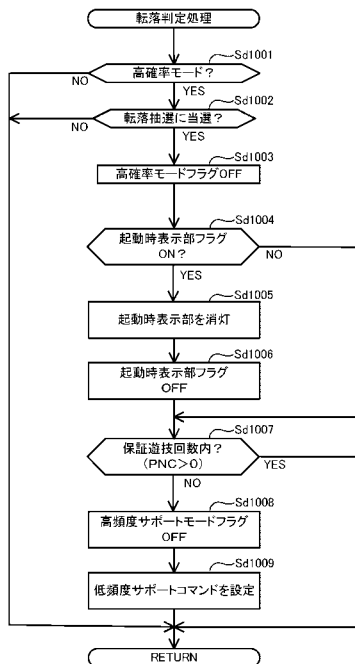 転落判定処理
Sd1001
高確率モード?
NO
YES
Sd1002
転落抽選に当選?
NO
YES
Sd1003
高確率モードフラグOFF
Sd1004
起動時表示部フラグ
ON?
NO
YES
Sd1005
起動時表示部を消灯
Sd1006
起動時表示部フラグ
OFF
Sd1007
保証遊技回数内?
(PNC>0)
YES
NO
Sd1008
高頻度サポートモードフラグ
OFF
Sd1009
低頻度サポートコマンドを設定
RETURN